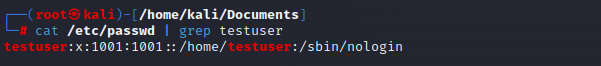 ┌──(root㉿kali)-[/home/kali/Documents]
└─# cat /etc/passwd | grep testuser
testuser:x:1001:1001::/home/testuser:/sbin/nologin